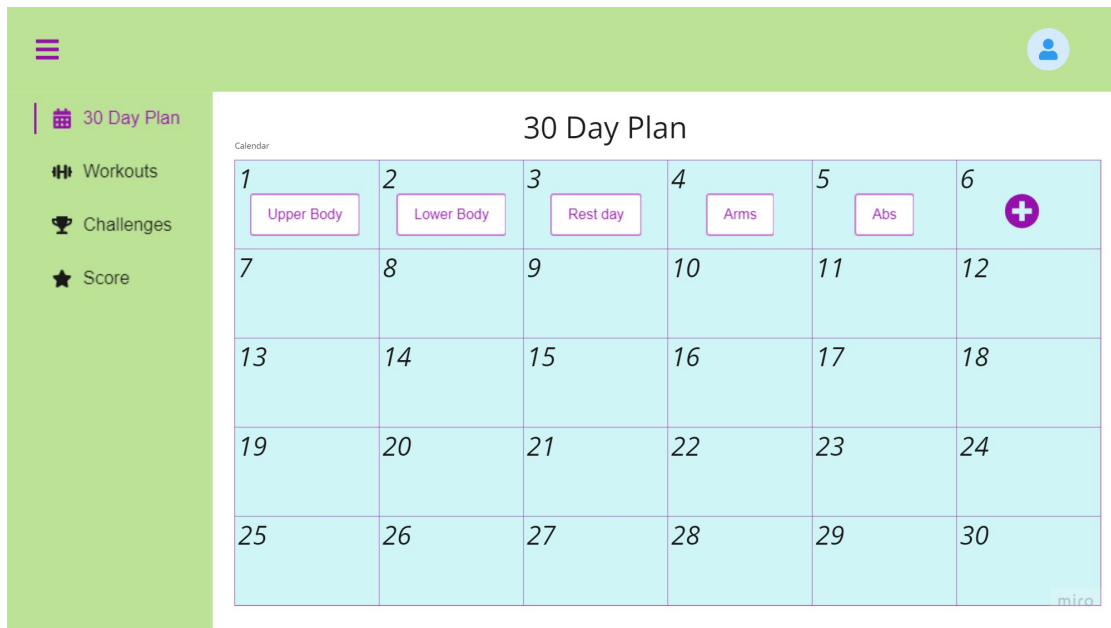 30 Day Plan
Workouts
Challenges
Score
30 Day Plan
Calendar
1 2 3 4 5 6
Upper Body Lower Body Rest day Arms Abs
7 8 9 10 11 12
13 14 15 16 17 18
19 20 21 22 23 24
25 26 27 28 29 30
miro